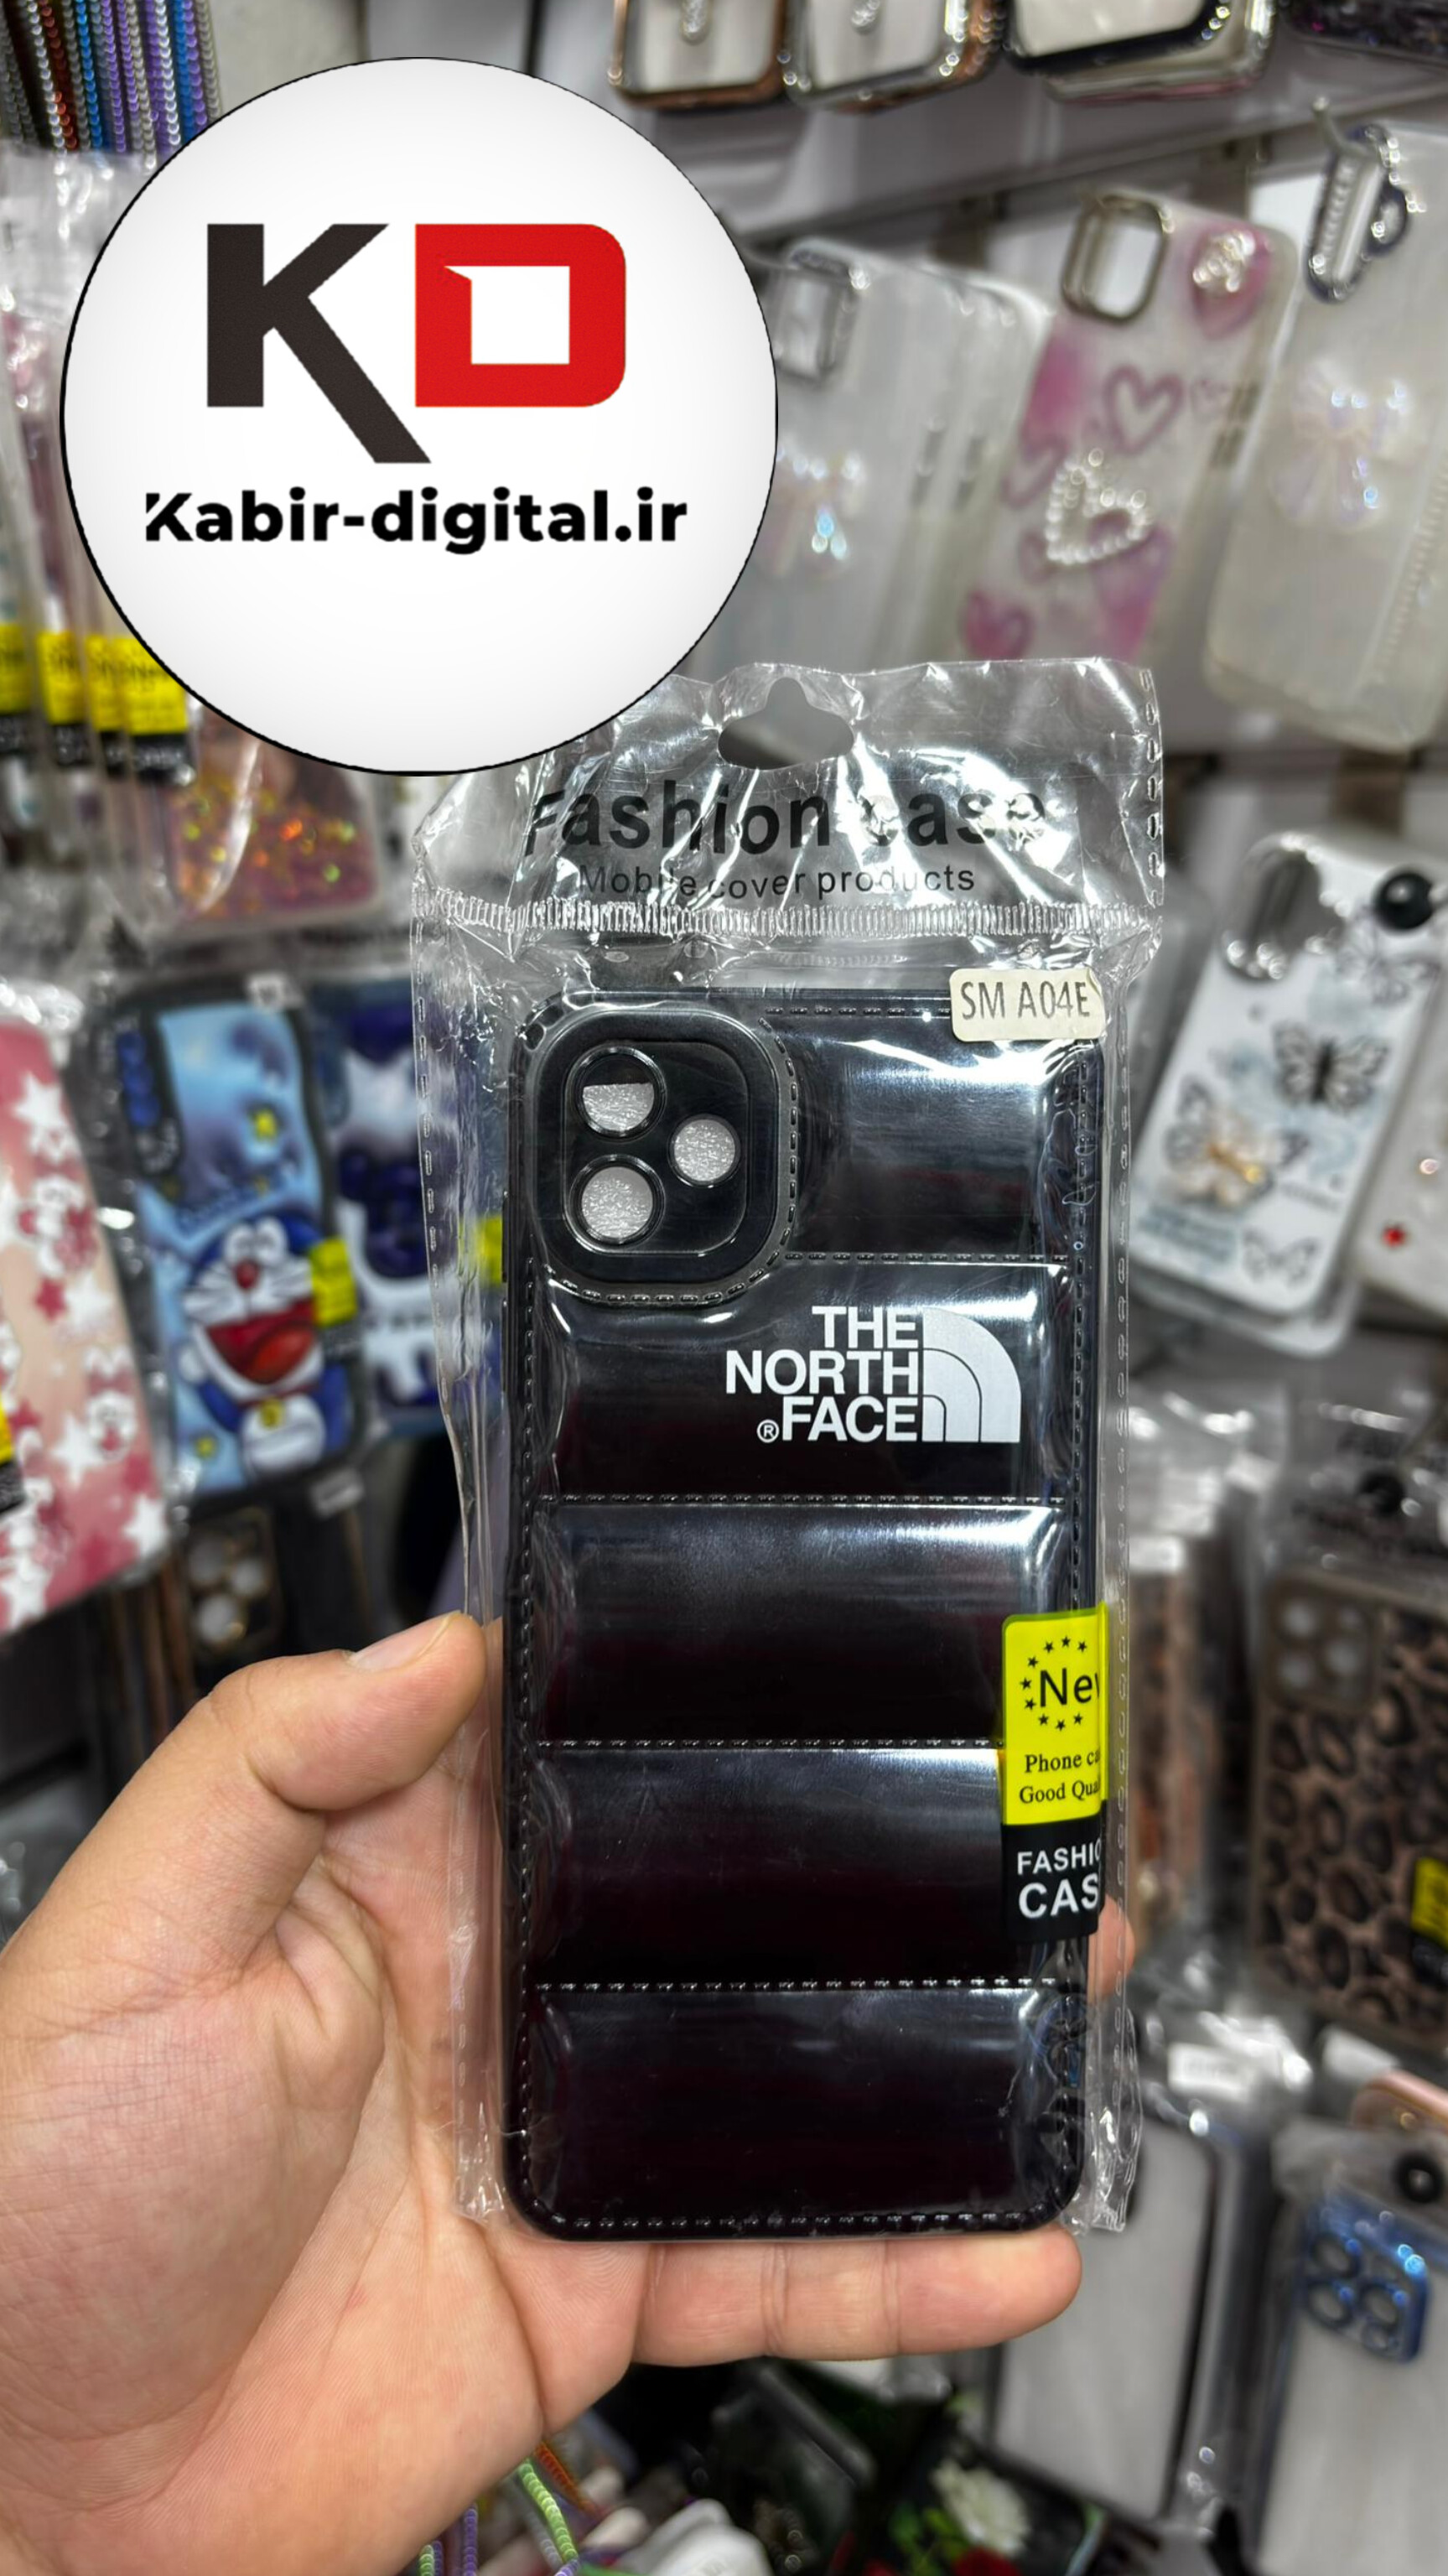 KD
Kabir-digital.ir
Fashion case
Mobile cover products
SM A04E
THE
NORTH
®FACE
New
Phone ca
Good Qua
FASHIO
CAS